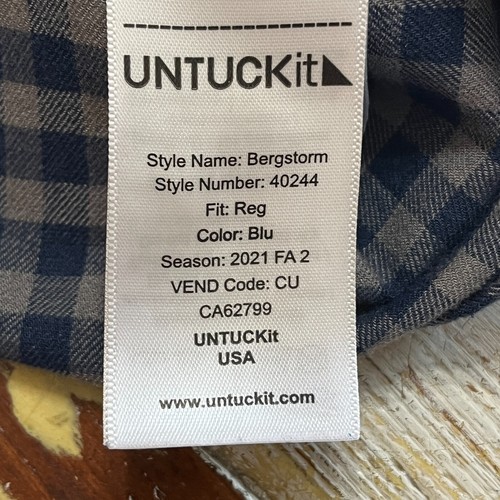 UNTUCKit
Style Name: Bergstorm
Style Number: 40244
Fit: Reg
Color: Blu
Season: 2021 FA 2
VEND Code: CU
CA62799
UNTUCKit
USA
www.untuckit.com